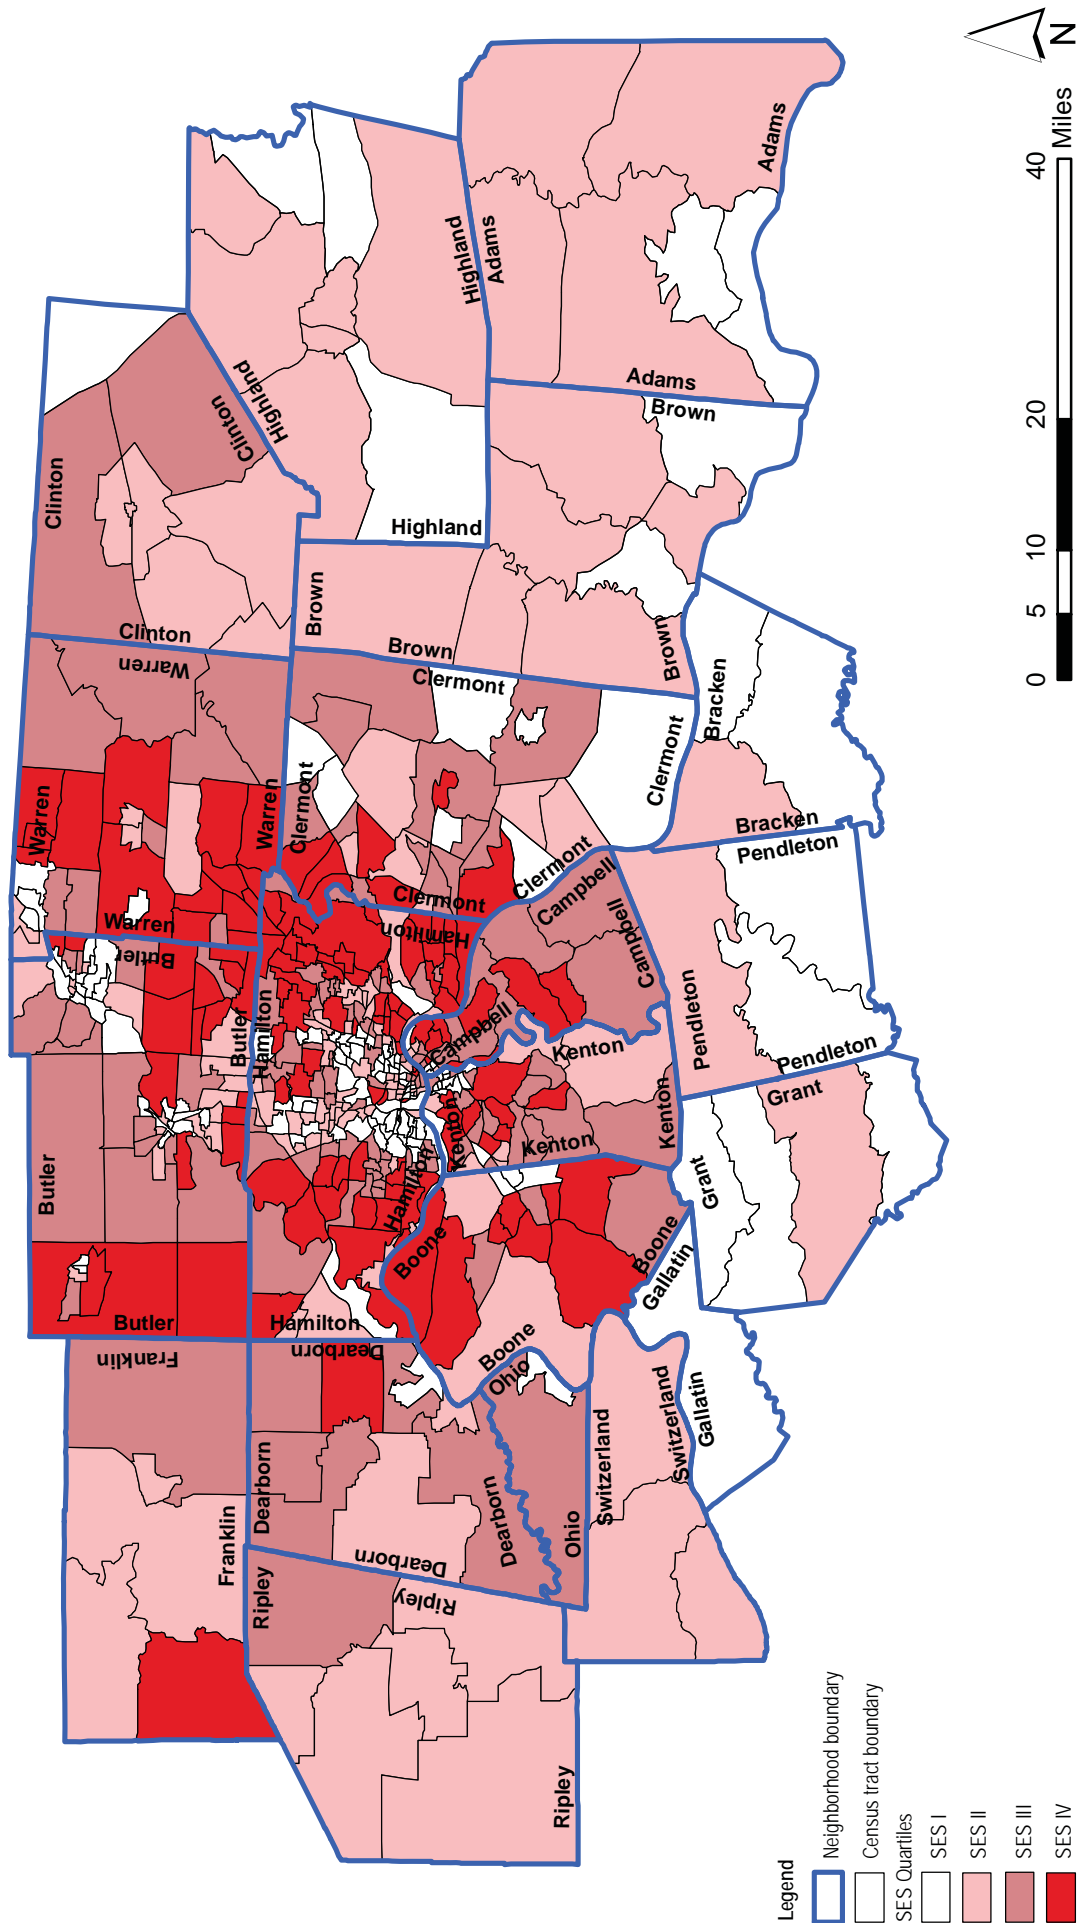 N
0 5 10 20 40 Miles
Legend
Neighborhood boundary
Census tract boundary
SES Quartiles
SES I
SES II
SES III
SES IV
Clinton
Clinton
Clinton
Highland
Highland
Highland
Adams
Adams
Adams
Brown
Brown
Brown
Brown
Warren
Warren
Warren
Warren
Clermont
Clermont
Clermont
Clermont
Clermont
Butler
Butler
Butler
Butler
Hamilton
Hamilton
Hamilton
Hamilton
Campbell
Campbell
Campbell
Kenton
Kenton
Kenton
Kenton
Bracken
Bracken
Pendleton
Pendleton
Pendleton
Grant
Grant
Boone
Boone
Boone
Gallatin
Gallatin
Franklin
Franklin
Dearborn
Dearborn
Dearborn
Dearborn
Ohio
Ohio
Switzerland
Switzerland
Ripley
Ripley
Ripley